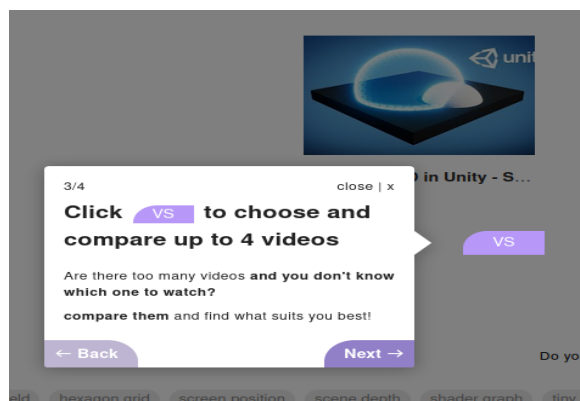 unit
D in Unity - S...
3/4
close | x
Click VS to choose and
compare up to 4 videos
VS
Are there too many videos and you don't know
which one to watch?
compare them and find what suits you best!
← Back
Next →
Do yo
eld
hexagon grid
screen position
scene depth
shader graph
tiny